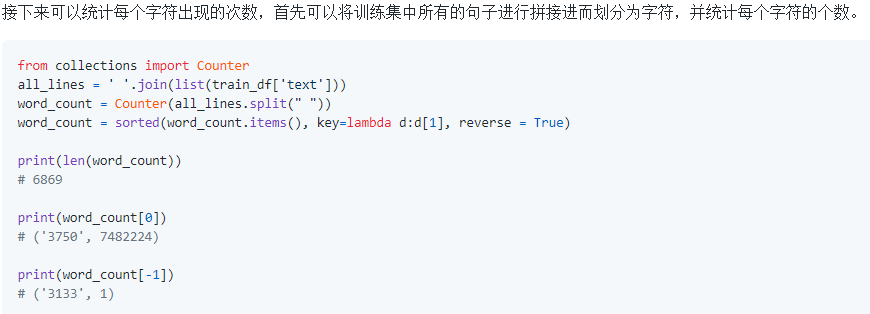 接下来可以统计每个字符出现的次数，首先可以将训练集中所有的句子进行拼接进而划分为字符，并统计每个字符的个数。
from collections import Counter
all_lines = ' '.join(list(train_df['text']))
word_count = Counter(all_lines.split(" "))
word_count = sorted(word_count.items(), key=lambda d:d[1], reverse = True)
print(len(word_count))
# 6869
print(word_count[0])
# ('3750', 7482224)
print(word_count[-1])
# ('3133', 1)